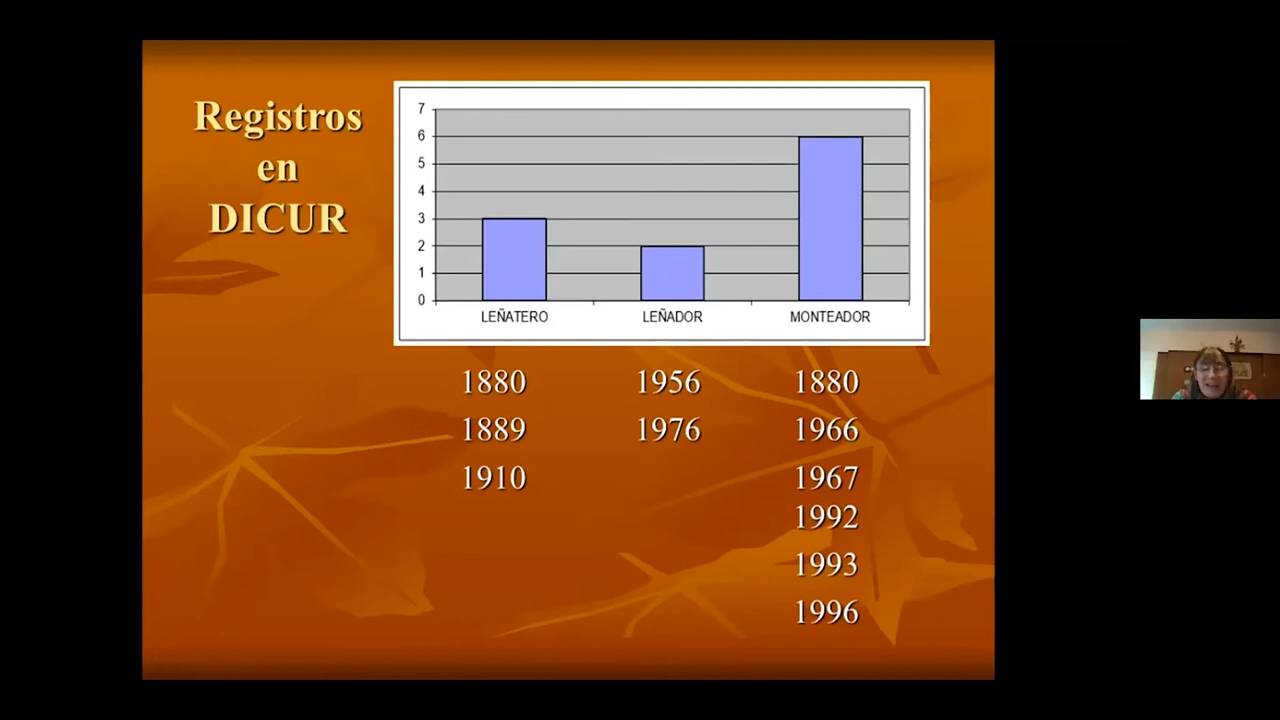 Registros
en
DICUR
7
6
5
4
3
2
1
0
LEÑATERO LEÑADOR MONTEADOR
1880 1956 1880
1889 1976 1966
1910 1967
1992
1993
1996